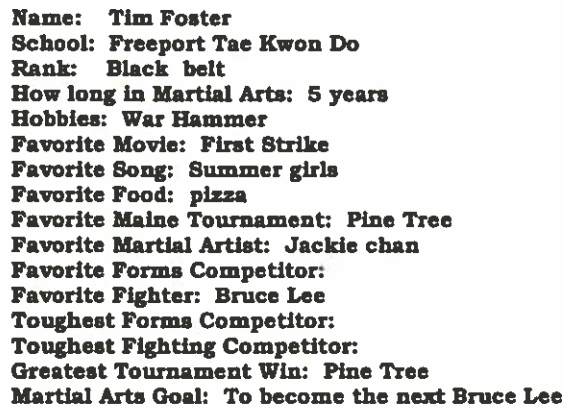 Name: Tim Foster
School: Freeport Tae Kwon Do
Rank: Black belt
How long in Martial Arts: 5 years
Hobbies: War Hammer
Favorite Movie: First Strike
Favorite Song: Summer girls
Favorite Food: pizza
Favorite Maine Tournament: Pine Tree
Favorite Martial Artist: Jackie chan
Favorite Forms Competitor:
Favorite Fighter: Bruce Lee
Toughest Forms Competitor:
Toughest Fighting Competitor:
Greatest Tournament Win: Pine Tree
Martial Arts Goal: To become the next Bruce Lee